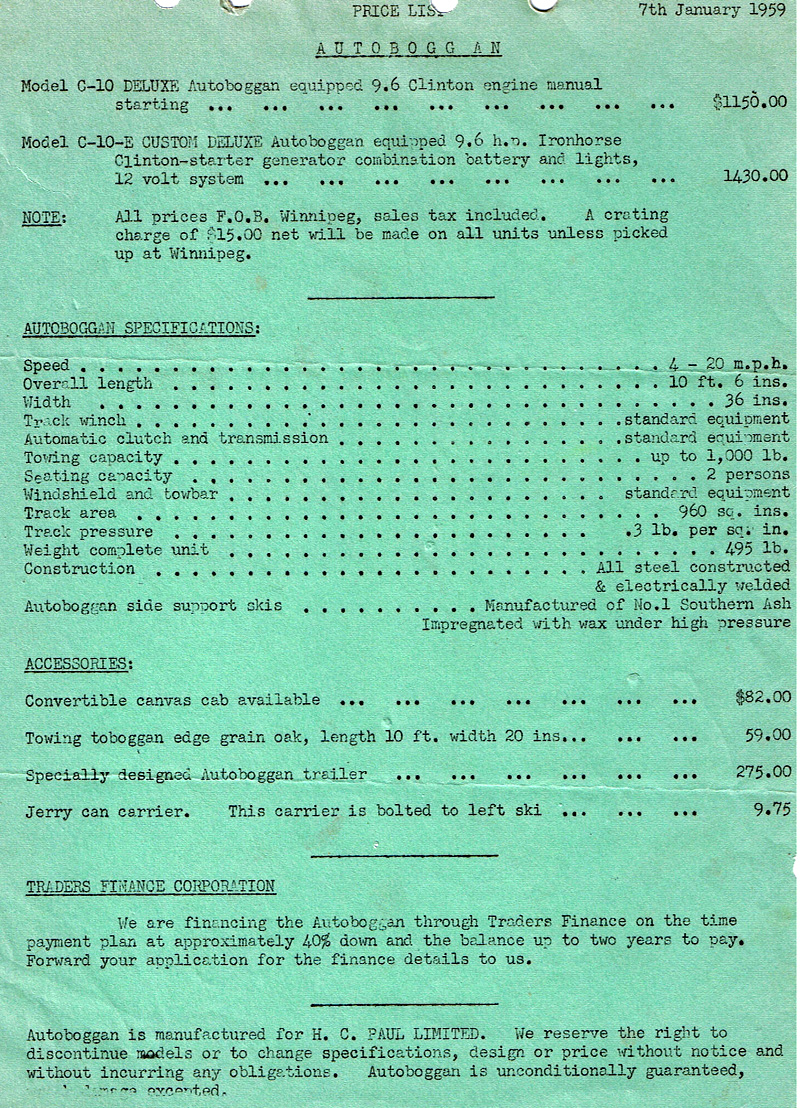 PRICE LIST 7th January 1959
A U T O B O G G A N
Model C-10 DELUXE Autoboggan equipped 9.6 Clinton engine manual
starting ... ... ... ... ... ... ... ... ... $1150.00
Model C-10-E CUSTOM DELUXE Autoboggan equipped 9.6 h.p. Ironhorse
Clinton-starter generator combination battery and lights,
12 volt system ... ... ... ... ... ... ... ... 1430.00
NOTE: All prices F.O.B. Winnipeg, sales tax included. A crating
charge of $15.00 net will be made on all units unless picked
up at Winnipeg.
AUTOBOGGAN SPECIFICATIONS:
Speed . . . . . . . . . . . . . . . . . . . . . . . . . . . . . . . . 4 - 20 m.p.h.
Overall length . . . . . . . . . . . . . . . . . . . . . . . . . . . 10 ft. 6 ins.
Width . . . . . . . . . . . . . . . . . . . . . . . . . . . . . . . . . . 36 ins.
Track winch . . . . . . . . . . . . . . . . . . . . . . . . . . .standard equipment
Automatic clutch and transmission . . . . . . . . . . . . . . . .standard equipment
Towing capacity . . . . . . . . . . . . . . . . . . . . . . . . . . up to 1,000 lb.
Seating capacity . . . . . . . . . . . . . . . . . . . . . . . . . . . . 2 persons
Windshield and towbar . . . . . . . . . . . . . . . . . . . . . . standard equipment
Track area . . . . . . . . . . . . . . . . . . . . . . . . . . . . . 960 sq. ins.
Track pressure . . . . . . . . . . . . . . . . . . . . . . . . .3 lb. per sq. in.
Weight complete unit . . . . . . . . . . . . . . . . . . . . . . . . . . . 495 lb.
Construction . . . . . . . . . . . . . . . . . . . . . . . . All steel constructed
& electrically welded
Autoboggan side support skis . . . . . . . . . . Manufactured of No.1 Southern Ash
Impregnated with wax under high pressure
ACCESSORIES:
Convertible canvas cab available ... ... ... ... ... ... ... $82.00
Towing toboggan edge grain oak, length 10 ft. width 20 ins... ... ... 59.00
Specially designed Autoboggan trailer ... ... ... ... ... ... 275.00
Jerry can carrier. This carrier is bolted to left ski ... ... ... 9.75
TRADERS FINANCE CORPORATION
We are financing the Autoboggan through Traders Finance on the time
payment plan at approximately 40% down and the balance up to two years to pay.
Forward your application for the finance details to us.
Autoboggan is manufactured for H. C. PAUL LIMITED. We reserve the right to
discontinue models or to change specifications, design or price without notice and
without incurring any obligations. Autoboggan is unconditionally guaranteed,
excepted.